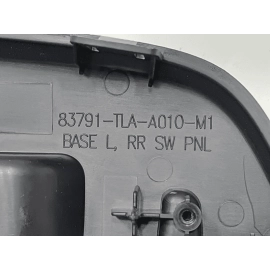 83791-TLA-A010-M1
BASE L, RR SW PNL